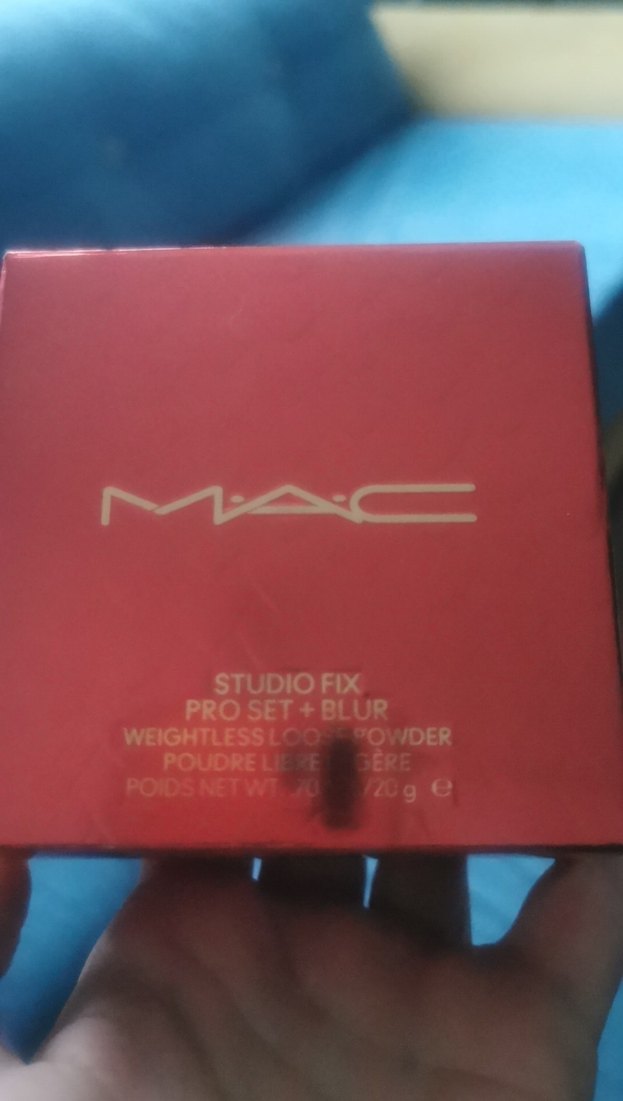 M·A·C
STUDIO FIX
PRO SET + BLUR
WEIGHTLESS POWDER
POUDRE LIBRE
POIDS NET WT. /20 g ℮